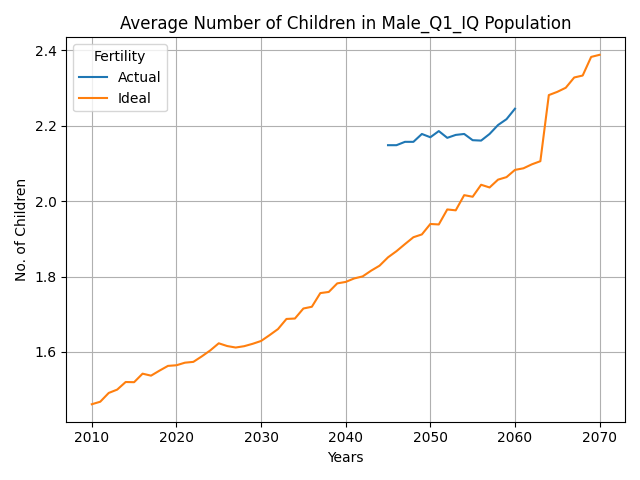 Average Number of Children in Male_Q1_IQ Population
Fertility
Actual
Ideal
2.4
2.2
2.0
1.8
1.6
No. of Children
2010 2020 2030 2040 2050 2060 2070
Years